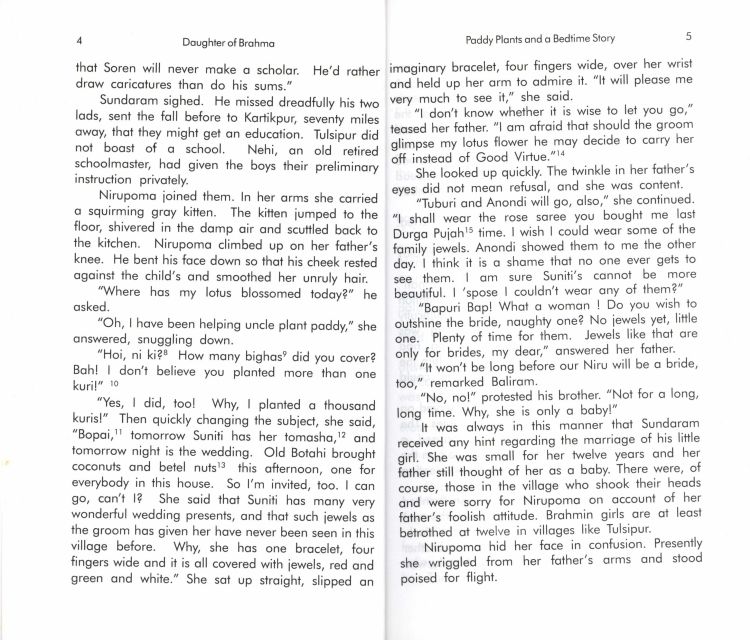 4
Daughter of Brahma
that Soren will never make a scholar. He'd rather
draw caricatures than do his sums."
Sundaram sighed. He missed dreadfully his two
lads, sent the fall before to Kartikpur, seventy miles
away, that they might get an education. Tulsipur did
not boast of a school. Nehi, an old retired
schoolmaster, had given the boys their preliminary
instruction privately.
Nirupoma joined them. In her arms she carried
a squirming gray kitten. The kitten jumped to the
floor, shivered in the damp air and scuttled back to
the kitchen. Nirupoma climbed up on her father's
knee. He bent his face down so that his cheek rested
against the child's and smoothed her unruly hair.
"Where has my lotus blossomed today?" he
asked.
"Oh, I have been helping uncle plant paddy," she
answered, snuggling down.
"Hoi, ni ki?⁸ How many bighas⁹ did you cover?
Bah! I don't believe you planted more than one
kuri!" ¹⁰
"Yes, I did, too! Why, I planted a thousand
kuris!" Then quickly changing the subject, she said,
"Bopai,¹¹ tomorrow Suniti has her tomasha,¹² and
tomorrow night is the wedding. Old Botahi brought
coconuts and betel nuts¹³ this afternoon, one for
everybody in this house. So I'm invited, too. I can
go, can't I? She said that Suniti has many very
wonderful wedding presents, and that such jewels as
the groom has given her have never been seen in this
village before. Why, she has one bracelet, four
fingers wide and it is all covered with jewels, red and
green and white." She sat up straight, slipped an
Paddy Plants and a Bedtime Story
5
imaginary bracelet, four fingers wide, over her wrist
and held up her arm to admire it. "It will please me
very much to see it," she said.
"I don't know whether it is wise to let you go,"
teased her father. "I am afraid that should the groom
glimpse my lotus flower he may decide to carry her
off instead of Good Virtue."¹⁴
She looked up quickly. The twinkle in her father's
eyes did not mean refusal, and she was content.
"Tuburi and Anondi will go, also," she continued.
"I shall wear the rose saree you bought me last
Durga Pujah¹⁵ time. I wish I could wear some of the
family jewels. Anondi showed them to me the other
day. I think it is a shame that no one ever gets to
see them. I am sure Suniti's cannot be more
beautiful. I 'spose I couldn't wear any of them?"
"Bapuri Bap! What a woman ! Do you wish to
outshine the bride, naughty one? No jewels yet, little
one. Plenty of time for them. Jewels like that are
only for brides, my dear," answered her father.
"It won't be long before our Niru will be a bride,
too," remarked Baliram.
"No, no!" protested his brother. "Not for a long,
long time. Why, she is only a baby!"
It was always in this manner that Sundaram
received any hint regarding the marriage of his little
girl. She was small for her twelve years and her
father still thought of her as a baby. There were, of
course, those in the village who shook their heads
and were sorry for Nirupoma on account of her
father's foolish attitude. Brahmin girls are at least
betrothed at twelve in villages like Tulsipur.
Nirupoma hid her face in confusion. Presently
she wriggled from her father's arms and stood
poised for flight.